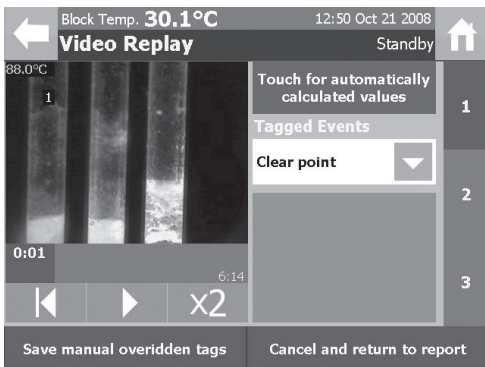 Block Temp. 30.1°C
12:50 Oct 21 2008
Video Replay
Standby
88.0°C
1
Touch for automatically
calculated values
Tagged Events
Clear point
1
2
3
0:01
6:14
x2
Save manual overidden tags
Cancel and return to report